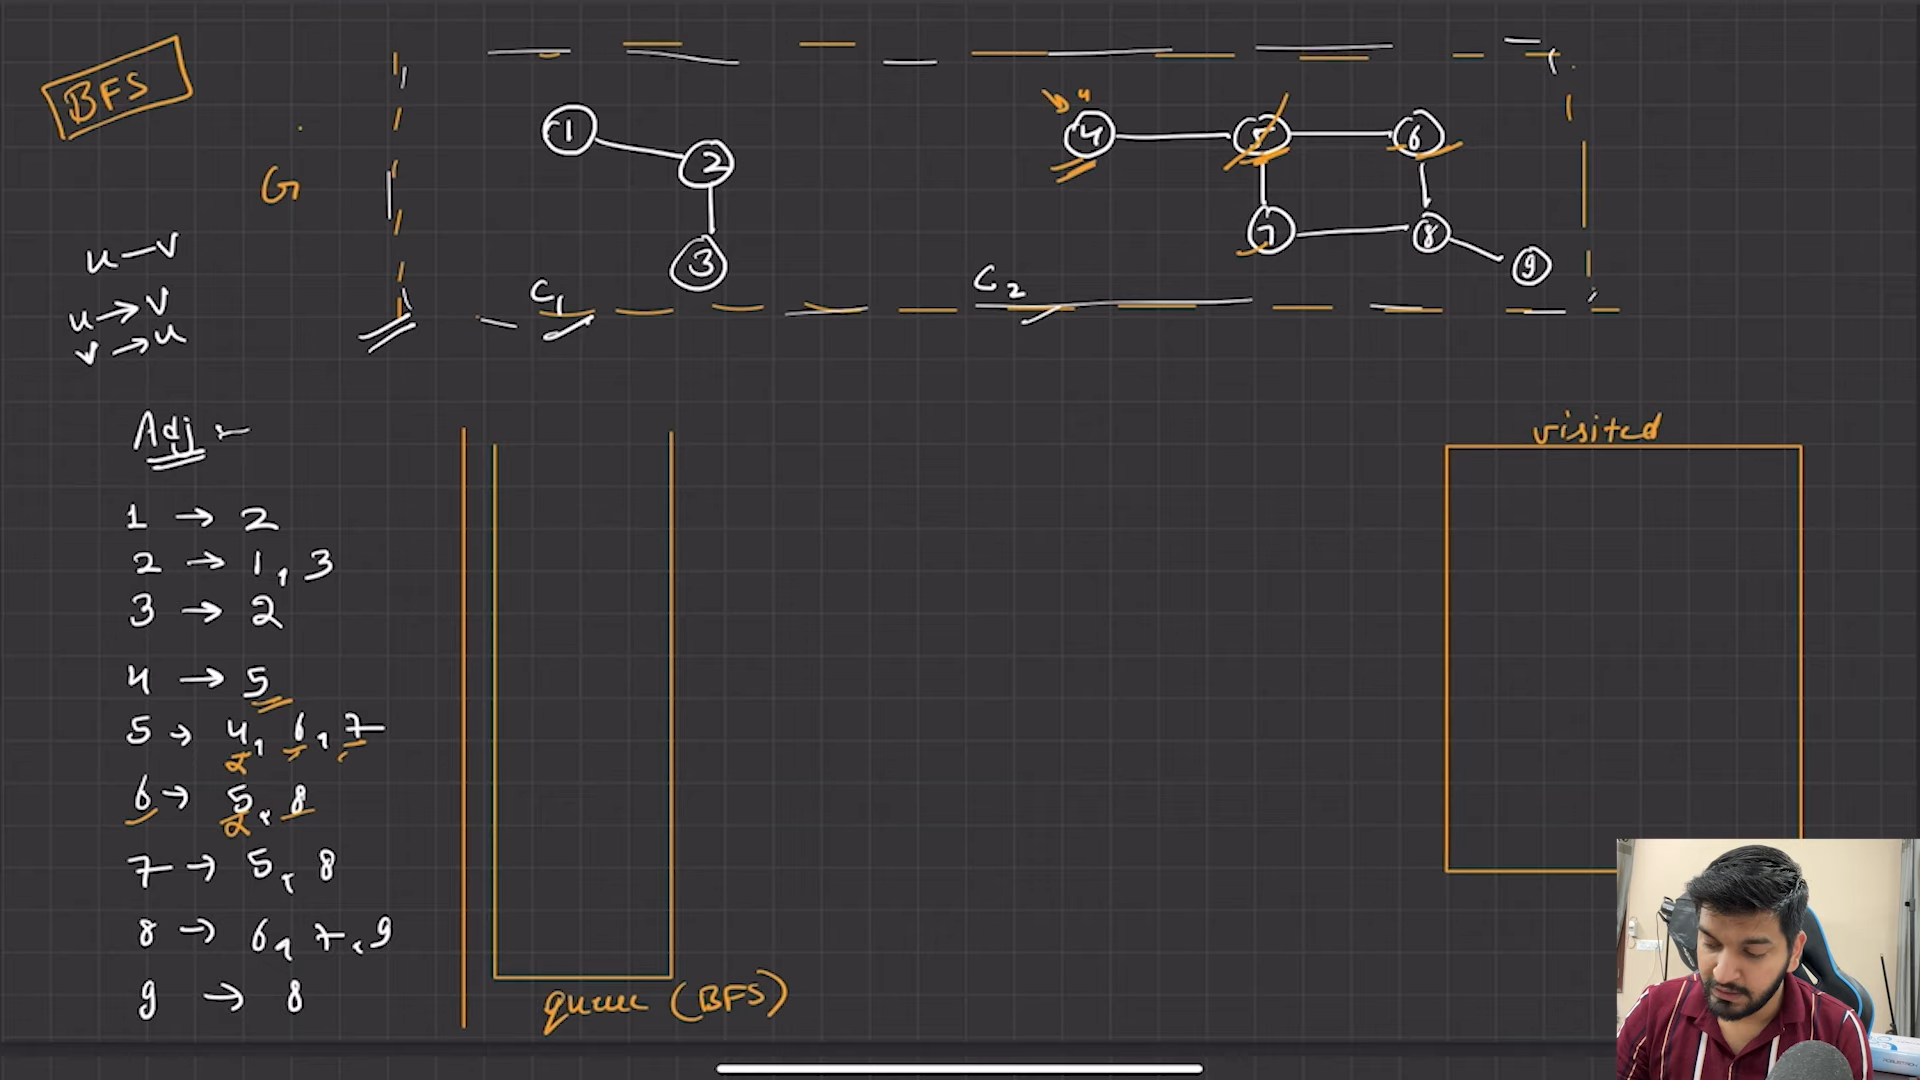 BFS
G
u — v
u → v
v → u
1
2
3
C1
4
4
5
6
7
8
9
C2
Adj :-
1 → 2
2 → 1, 3
3 → 2
4 → 5
5 → 4, 6, 7
6 → 5, 8
7 → 5, 8
8 → 6, 7, 9
9 → 8
queue (BFS)
visited